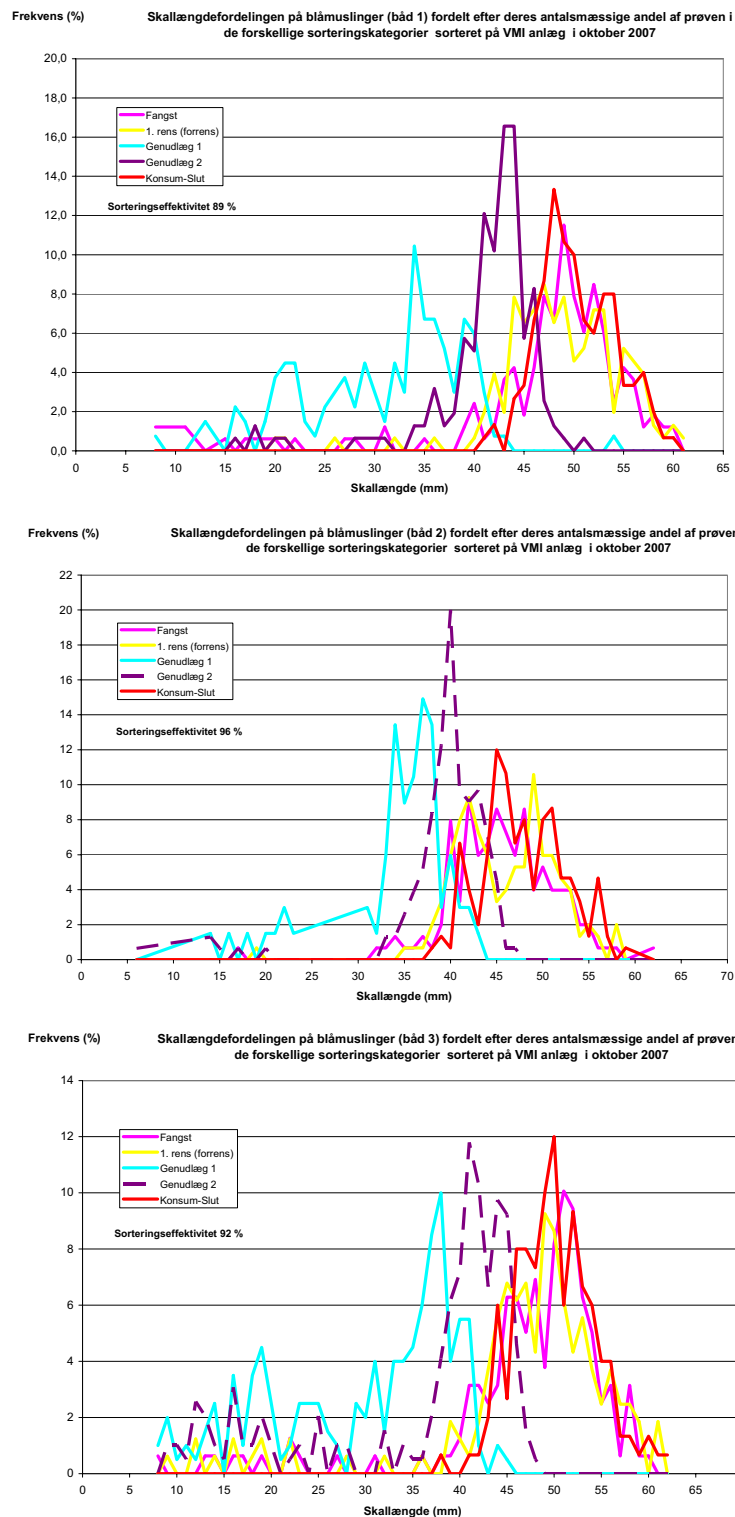 Frekvens (%)
Skallængdefordelingen på blåmuslinger (båd 1) fordelt efter deres antalsmæssige andel af prøven i
de forskellige sorteringskategorier sorteret på VMI anlæg i oktober 2007
20,0
18,0
16,0
14,0
12,0
10,0
8,0
6,0
4,0
2,0
0,0
Fangst
1. rens (forrens)
Genudlæg 1
Genudlæg 2
Konsum-Slut
Sorteringseffektivitet 89 %
0 5 10 15 20 25 30 35 40 45 50 55 60 65
Skallængde (mm)
Frekvens (%)
Skallængdefordelingen på blåmuslinger (båd 2) fordelt efter deres antalsmæssige andel af prøven
de forskellige sorteringskategorier sorteret på VMI anlæg i oktober 2007
22
20
18
16
14
12
10
8
6
4
2
0
Fangst
1. rens (forrens)
Genudlæg 1
Genudlæg 2
Konsum-Slut
Sorteringseffektivitet 96 %
0 5 10 15 20 25 30 35 40 45 50 55 60 65 70
Skallængde (mm)
Frekvens (%)
Skallængdefordelingen på blåmuslinger (båd 3) fordelt efter deres antalsmæssige andel af prøven
de forskellige sorteringskategorier sorteret på VMI anlæg i oktober 2007
14
12
10
8
6
4
2
0
Fangst
1. rens (forrens)
Genudlæg 1
Genudlæg 2
Konsum-Slut
Sorteringseffektivitet 92 %
0 5 10 15 20 25 30 35 40 45 50 55 60 65
Skallængde (mm)